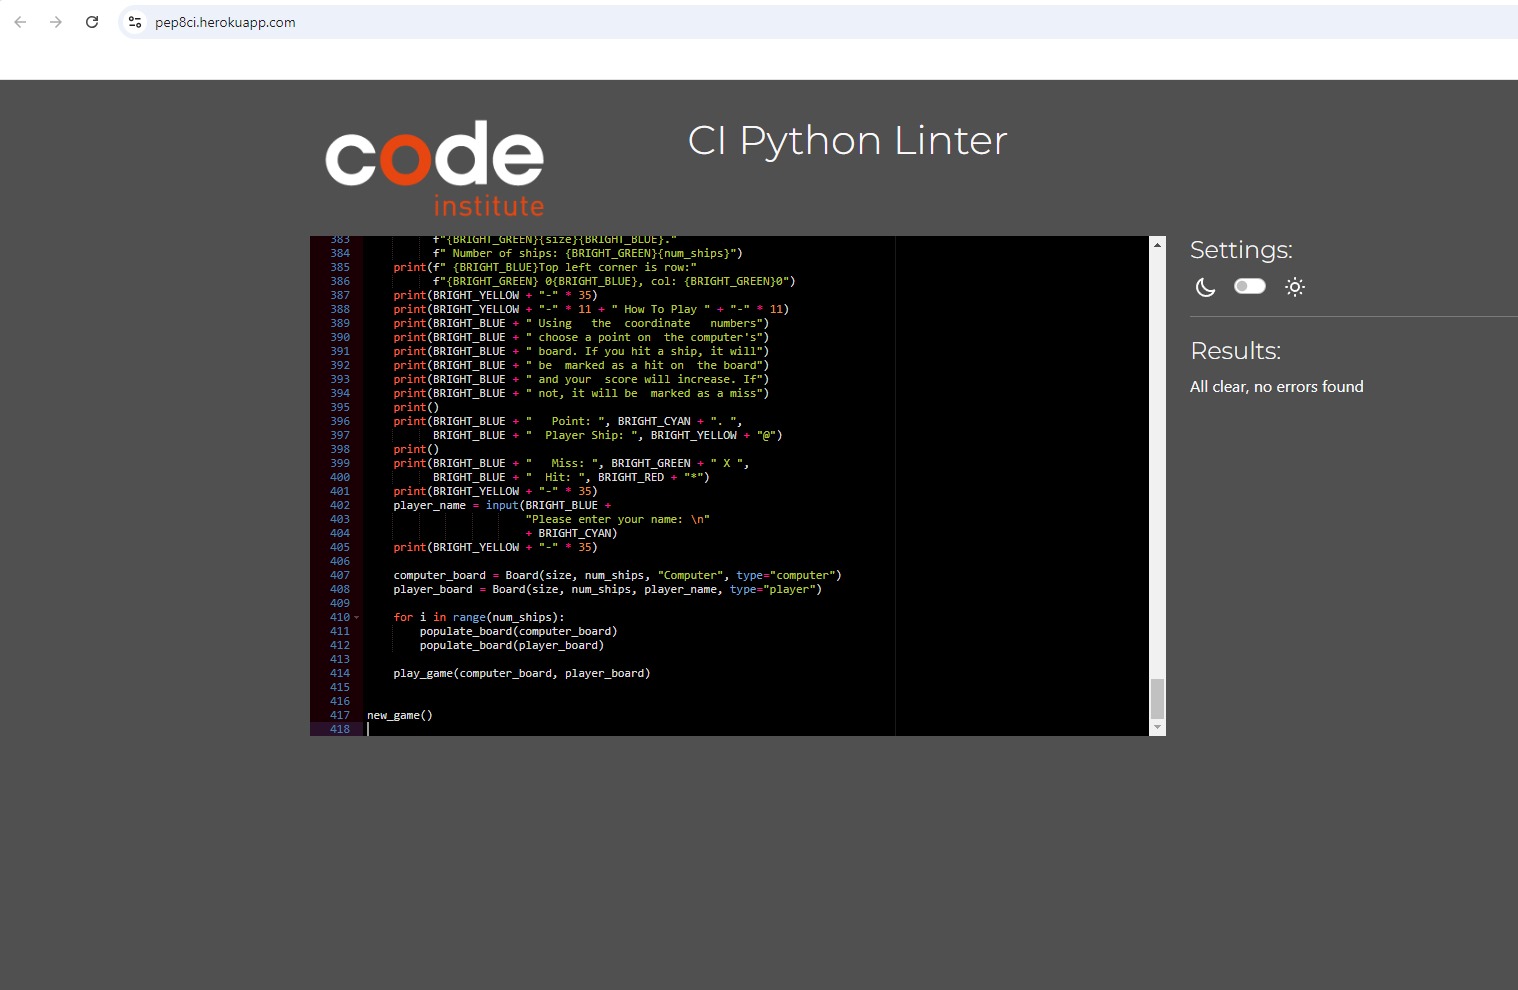 pep8ci.herokuapp.com
code
institute
CI Python Linter
383 f"{BRIGHT_GREEN}{size}{BRIGHT_BLUE}."
384 f" Number of ships: {BRIGHT_GREEN}{num_ships}")
385 print(f" {BRIGHT_BLUE}Top left corner is row:"
386 f"{BRIGHT_GREEN} 0{BRIGHT_BLUE}, col: {BRIGHT_GREEN}0")
387 print(BRIGHT_YELLOW + "-" * 35)
388 print(BRIGHT_YELLOW + "-" * 11 + " How To Play " + "-" * 11)
389 print(BRIGHT_BLUE + " Using   the  coordinate   numbers")
390 print(BRIGHT_BLUE + " choose a point on  the computer's")
391 print(BRIGHT_BLUE + " board. If you hit a ship, it will")
392 print(BRIGHT_BLUE + " be  marked as a hit on  the board")
393 print(BRIGHT_BLUE + " and your  score will increase. If")
394 print(BRIGHT_BLUE + " not, it will be  marked as a miss")
395 print()
396 print(BRIGHT_BLUE + "   Point: ", BRIGHT_CYAN + ". ",
397 BRIGHT_BLUE + "  Player Ship: ", BRIGHT_YELLOW + "@")
398 print()
399 print(BRIGHT_BLUE + "   Miss: ", BRIGHT_GREEN + " X ",
400 BRIGHT_BLUE + "  Hit: ", BRIGHT_RED + "*")
401 print(BRIGHT_YELLOW + "-" * 35)
402 player_name = input(BRIGHT_BLUE +
403 "Please enter your name: \n"
404 + BRIGHT_CYAN)
405 print(BRIGHT_YELLOW + "-" * 35)
406
407 computer_board = Board(size, num_ships, "Computer", type="computer")
408 player_board = Board(size, num_ships, player_name, type="player")
409
410 for i in range(num_ships):
411 populate_board(computer_board)
412 populate_board(player_board)
413
414 play_game(computer_board, player_board)
415
416
417 new_game()
418
Settings:
Results:
All clear, no errors found